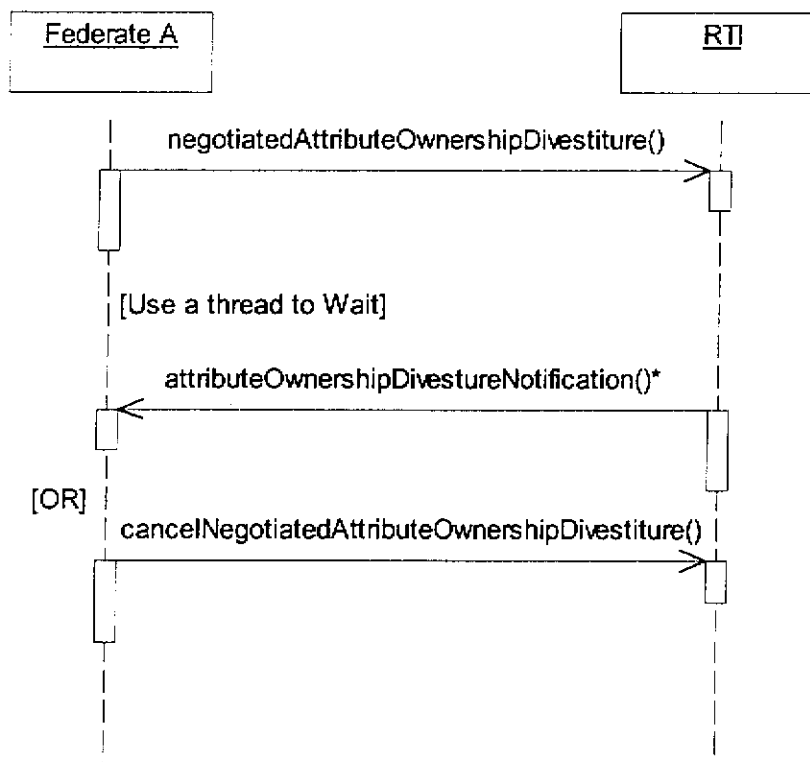 Federate A
RTI
negotiatedAttributeOwnershipDivestiture()
[Use a thread to Wait]
attributeOwnershipDivestureNotification()*
[OR]
cancelNegotiatedAttributeOwnershipDivestiture()